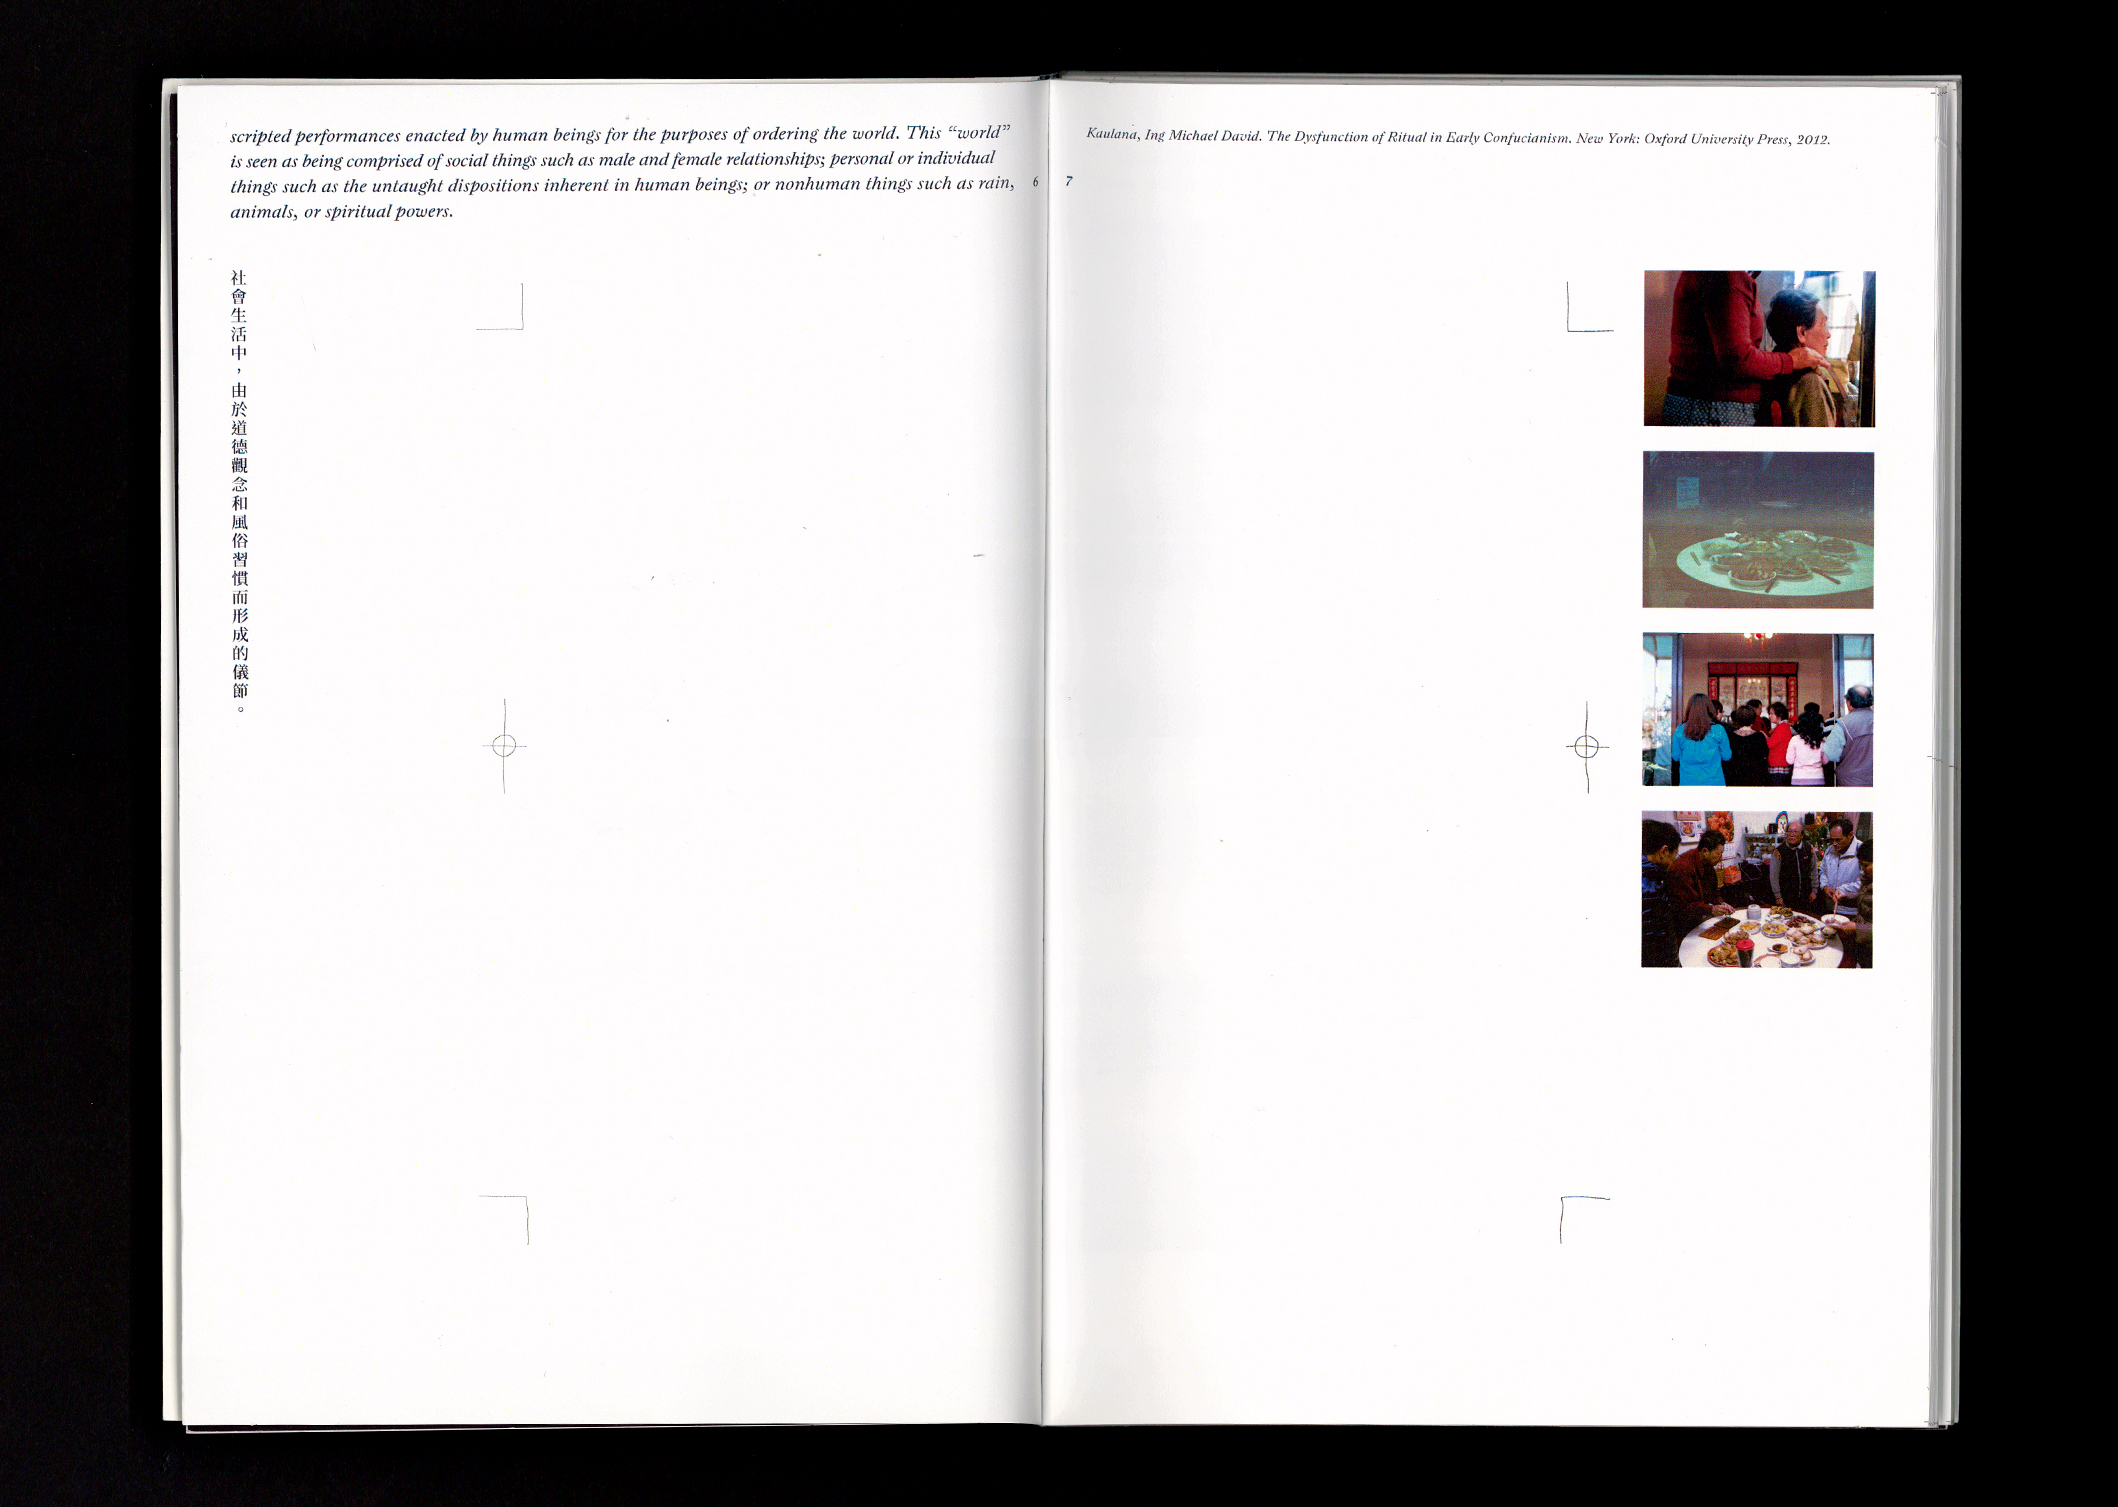 scripted performances enacted by human beings for the purposes of ordering the world. This “world”
is seen as being comprised of social things such as male and female relationships; personal or individual
things such as the untaught dispositions inherent in human beings; or nonhuman things such as rain,
animals, or spiritual powers.
6
社會生活中，由於道德觀念和風俗習慣而形成的儀節。
Kaulana, Ing Michael David. The Dysfunction of Ritual in Early Confucianism. New York: Oxford University Press, 2012.
7